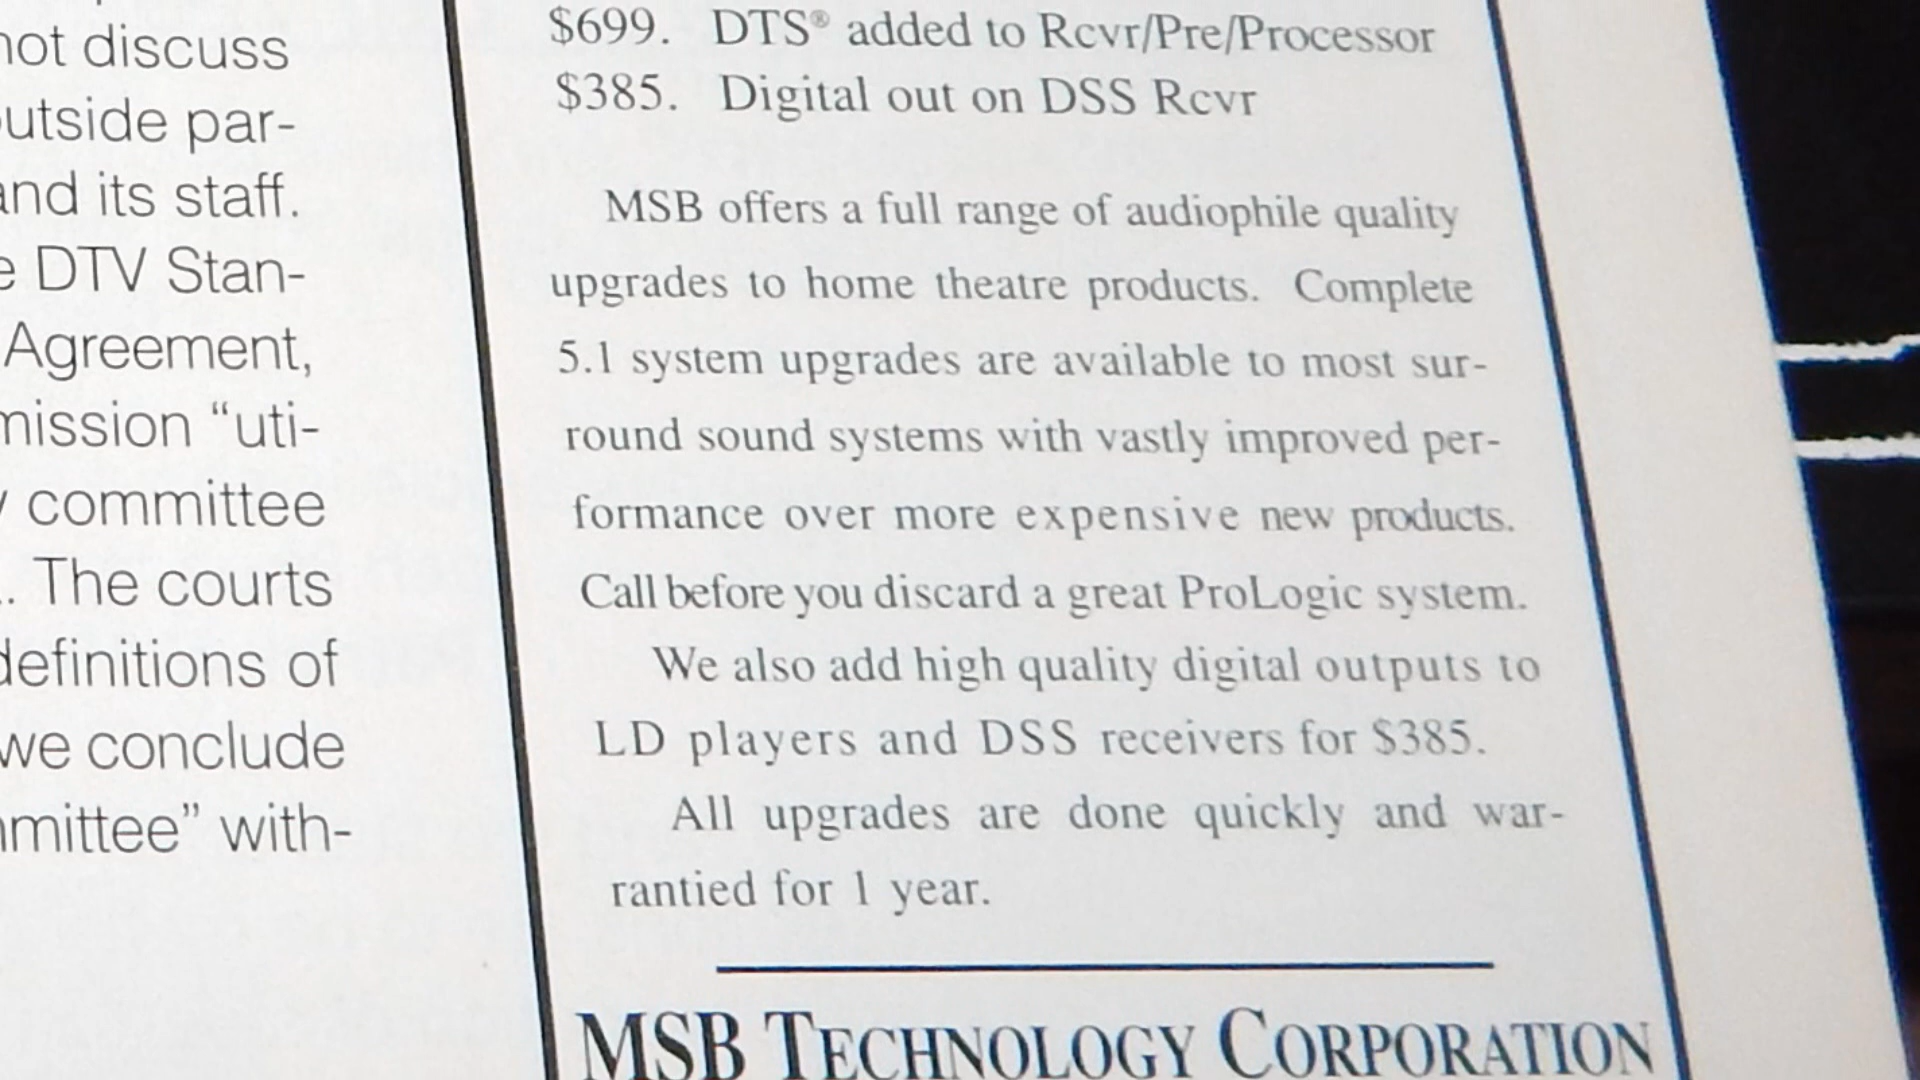 not discuss
outside par-
and its staff.
DTV Stan-
Agreement,
"uti-
committee
. The courts
definitions of
we conclude
with-
$699. DTS® added to Rcvr/Pre/Processor
$385. Digital out on DSS Rcvr
MSB offers a full range of audiophile quality
upgrades to home theatre products. Complete
5.1 system upgrades are available to most sur-
round sound systems with vastly improved per-
formance over more expensive new products.
Call before you discard a great ProLogic system.
We also add high quality digital outputs to
LD players and DSS receivers for $385.
All upgrades are done quickly and war-
rantied for 1 year.
MSB TECHNOLOGY CORPORATION